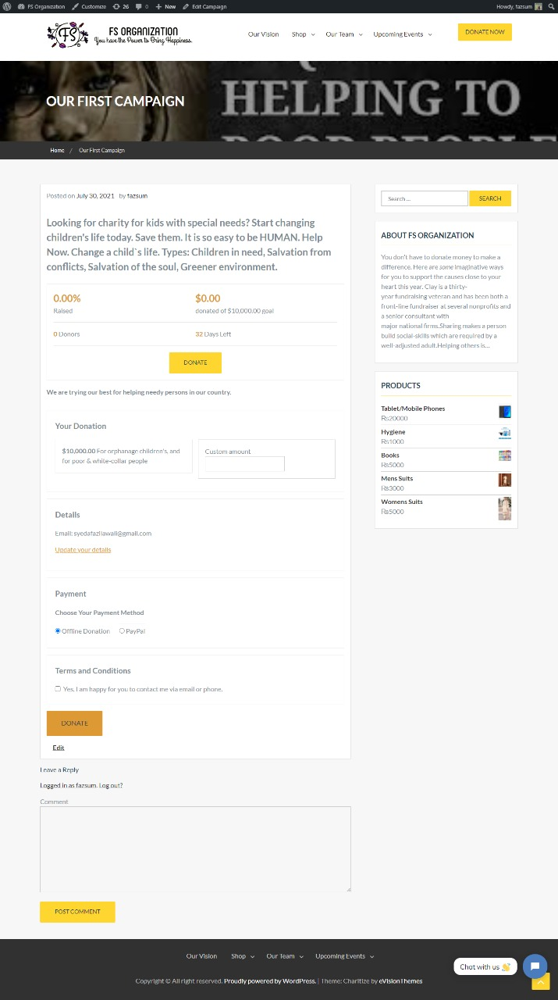 FS Organization Customize 26 0 New Edit Campaign Howdy, fazsum
FS FS ORGANIZATION
You have the Power to Bring Happiness.
Our Vision Shop Our Team Upcoming Events DONATE NOW
OUR FIRST CAMPAIGN
HELPING TO
POOR PEOPLE
Home / Our First Campaign
Posted on July 30, 2021 by fazsum
Looking for charity for kids with special needs? Start changing
children's life today. Save them. It is so easy to be HUMAN. Help
Now. Change a child`s life. Types: Children in need, Salvation from
conflicts, Salvation of the soul, Greener environment.
0.00% $0.00
Raised donated of $10,000.00 goal
0 Donors 32 Days Left
DONATE
We are trying our best for helping needy persons in our country.
Your Donation
$10,000.00 For orphanage children's, and
for poor & white-collar people
Custom amount
Details
Email: syedafazilawali@gmail.com
Update your details
Payment
Choose Your Payment Method
Offline Donation PayPal
Terms and Conditions
Yes, I am happy for you to contact me via email or phone.
DONATE
Edit
Leave a Reply
Logged in as fazsum. Log out?
Comment
POST COMMENT
Search … SEARCH
ABOUT FS ORGANIZATION
You don't have to donate money to make a
difference. Here are some imaginative ways
for you to support the causes close to your
heart this year. Clay is a thirty-
year fundraising veteran and has been both a
front-line fundraiser at several nonprofits and
a senior consultant with
major national firms.Sharing makes a person
build social-skills which are required by a
well-adjusted adult.Helping others is...
PRODUCTS
Tablet/Mobile Phones
₨20000
Hygiene
₨1000
Books
₨5000
Mens Suits
₨3000
Womens Suits
₨5000
Our Vision Shop Our Team Upcoming Events
Chat with us 👋
Copyright © All right reserved. Proudly powered by WordPress. | Theme: Charitize by eVisionThemes